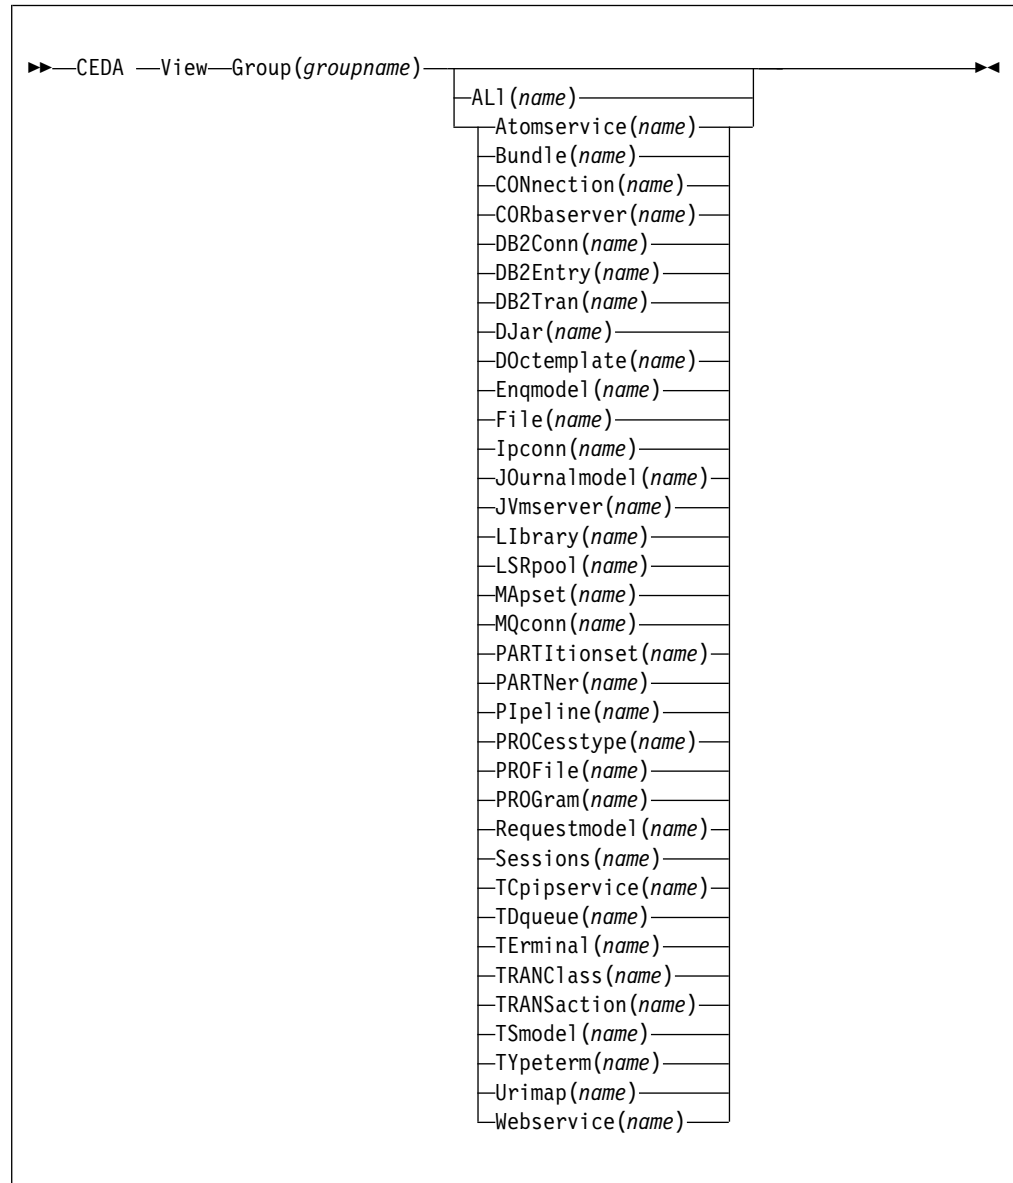 CEDA View Group(groupname)
ALl(name)
Atomservice(name)
Bundle(name)
CONnection(name)
CORbaserver(name)
DB2Conn(name)
DB2Entry(name)
DB2Tran(name)
DJar(name)
DOctemplate(name)
Enqmodel(name)
File(name)
Ipconn(name)
JOurnalmodel(name)
JVmserver(name)
LIbrary(name)
LSRpool(name)
MApset(name)
MQconn(name)
PARTItionset(name)
PARTNer(name)
PIpeline(name)
PROCesstype(name)
PROFile(name)
PROGram(name)
Requestmodel(name)
Sessions(name)
TCpipservice(name)
TDqueue(name)
TErminal(name)
TRANClass(name)
TRANSaction(name)
TSmodel(name)
TYpeterm(name)
Urimap(name)
Webservice(name)